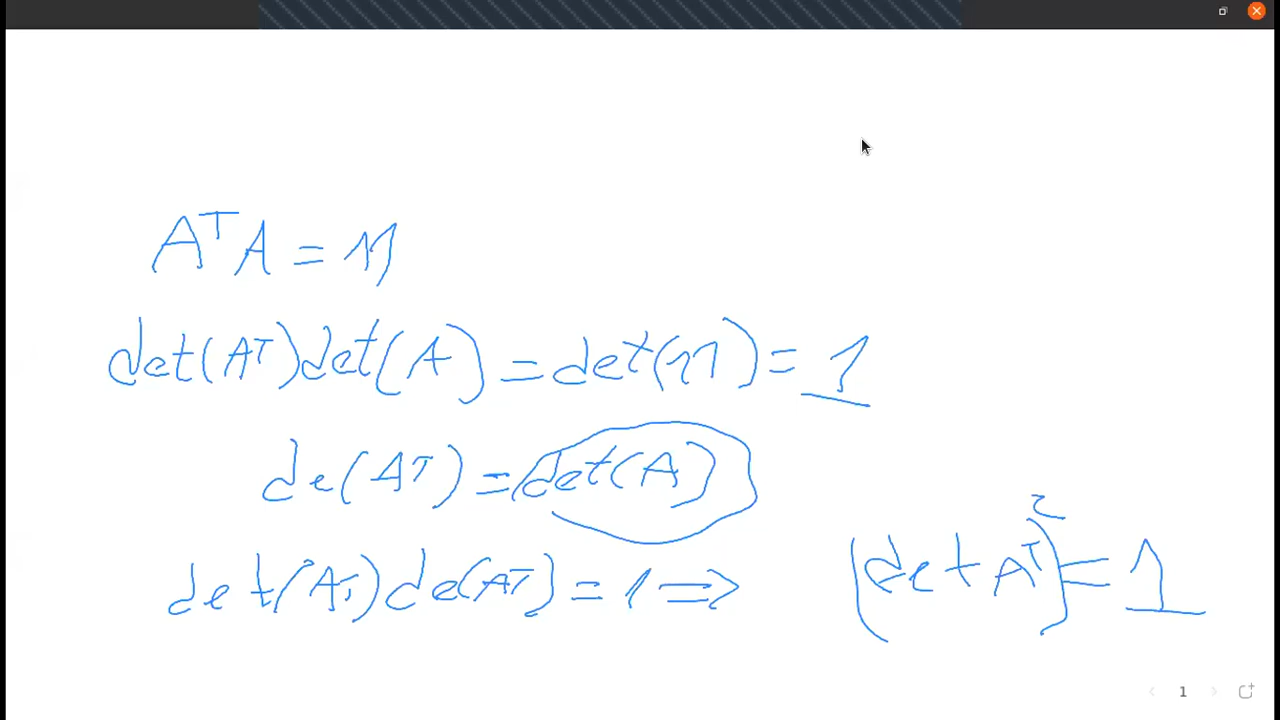 AᵀA = 𝟙
det(Aᵀ)det(A) = det(𝟙) = 1
de(Aᵀ) = det(A)
det(Aᵀ)de(Aᵀ) = 1 => (det Aᵀ)² = 1
1